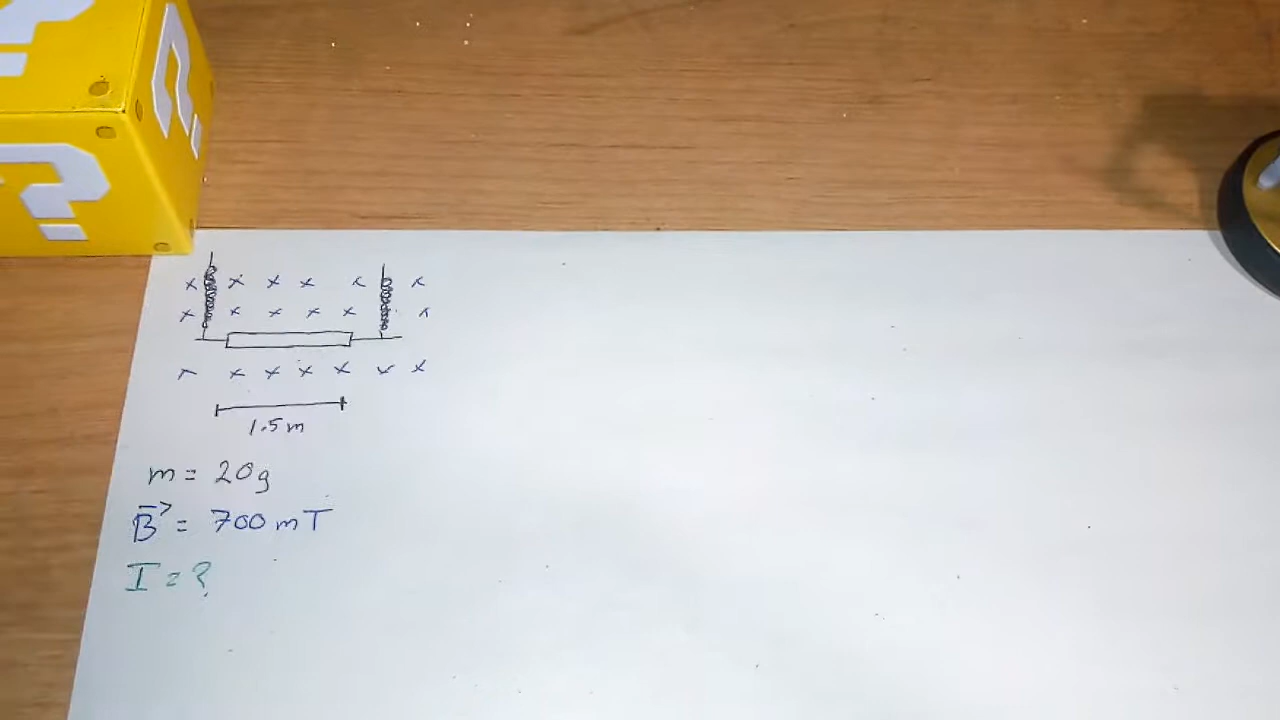 × × × × × ×
× × × × × ×
× × × × × × ×
1.5 m
m = 20g
B⃗ = 700 mT
I = ?
? ?
?